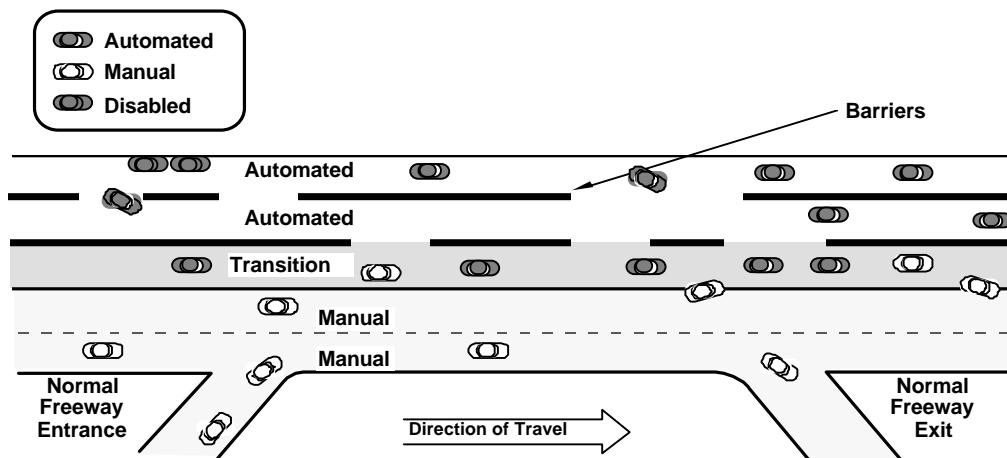 Automated
Manual
Disabled
Barriers
Automated
Automated
Transition
Manual
Manual
Normal
Freeway
Entrance
Direction of Travel
Normal
Freeway
Exit